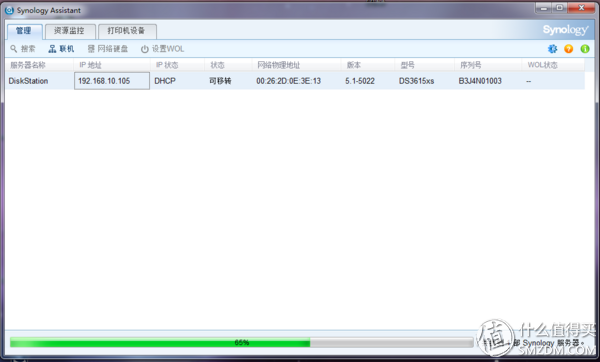 Synology Assistant
管理 资源监控 打印机设备 Synology
搜索 联机 网络硬盘 设置WOL
服务器名称 IP 地址 IP 状态 状态 网络物理地址 版本 型号 序列号 WOL状态
DiskStation 192.168.10.105 DHCP 可移转 00:26:2D:0E:3E:13 5.1-5022 DS3615xs B3J4N01003 --
65% 部 Synology 服务器。
值 什么值得买
SMZDM.COM